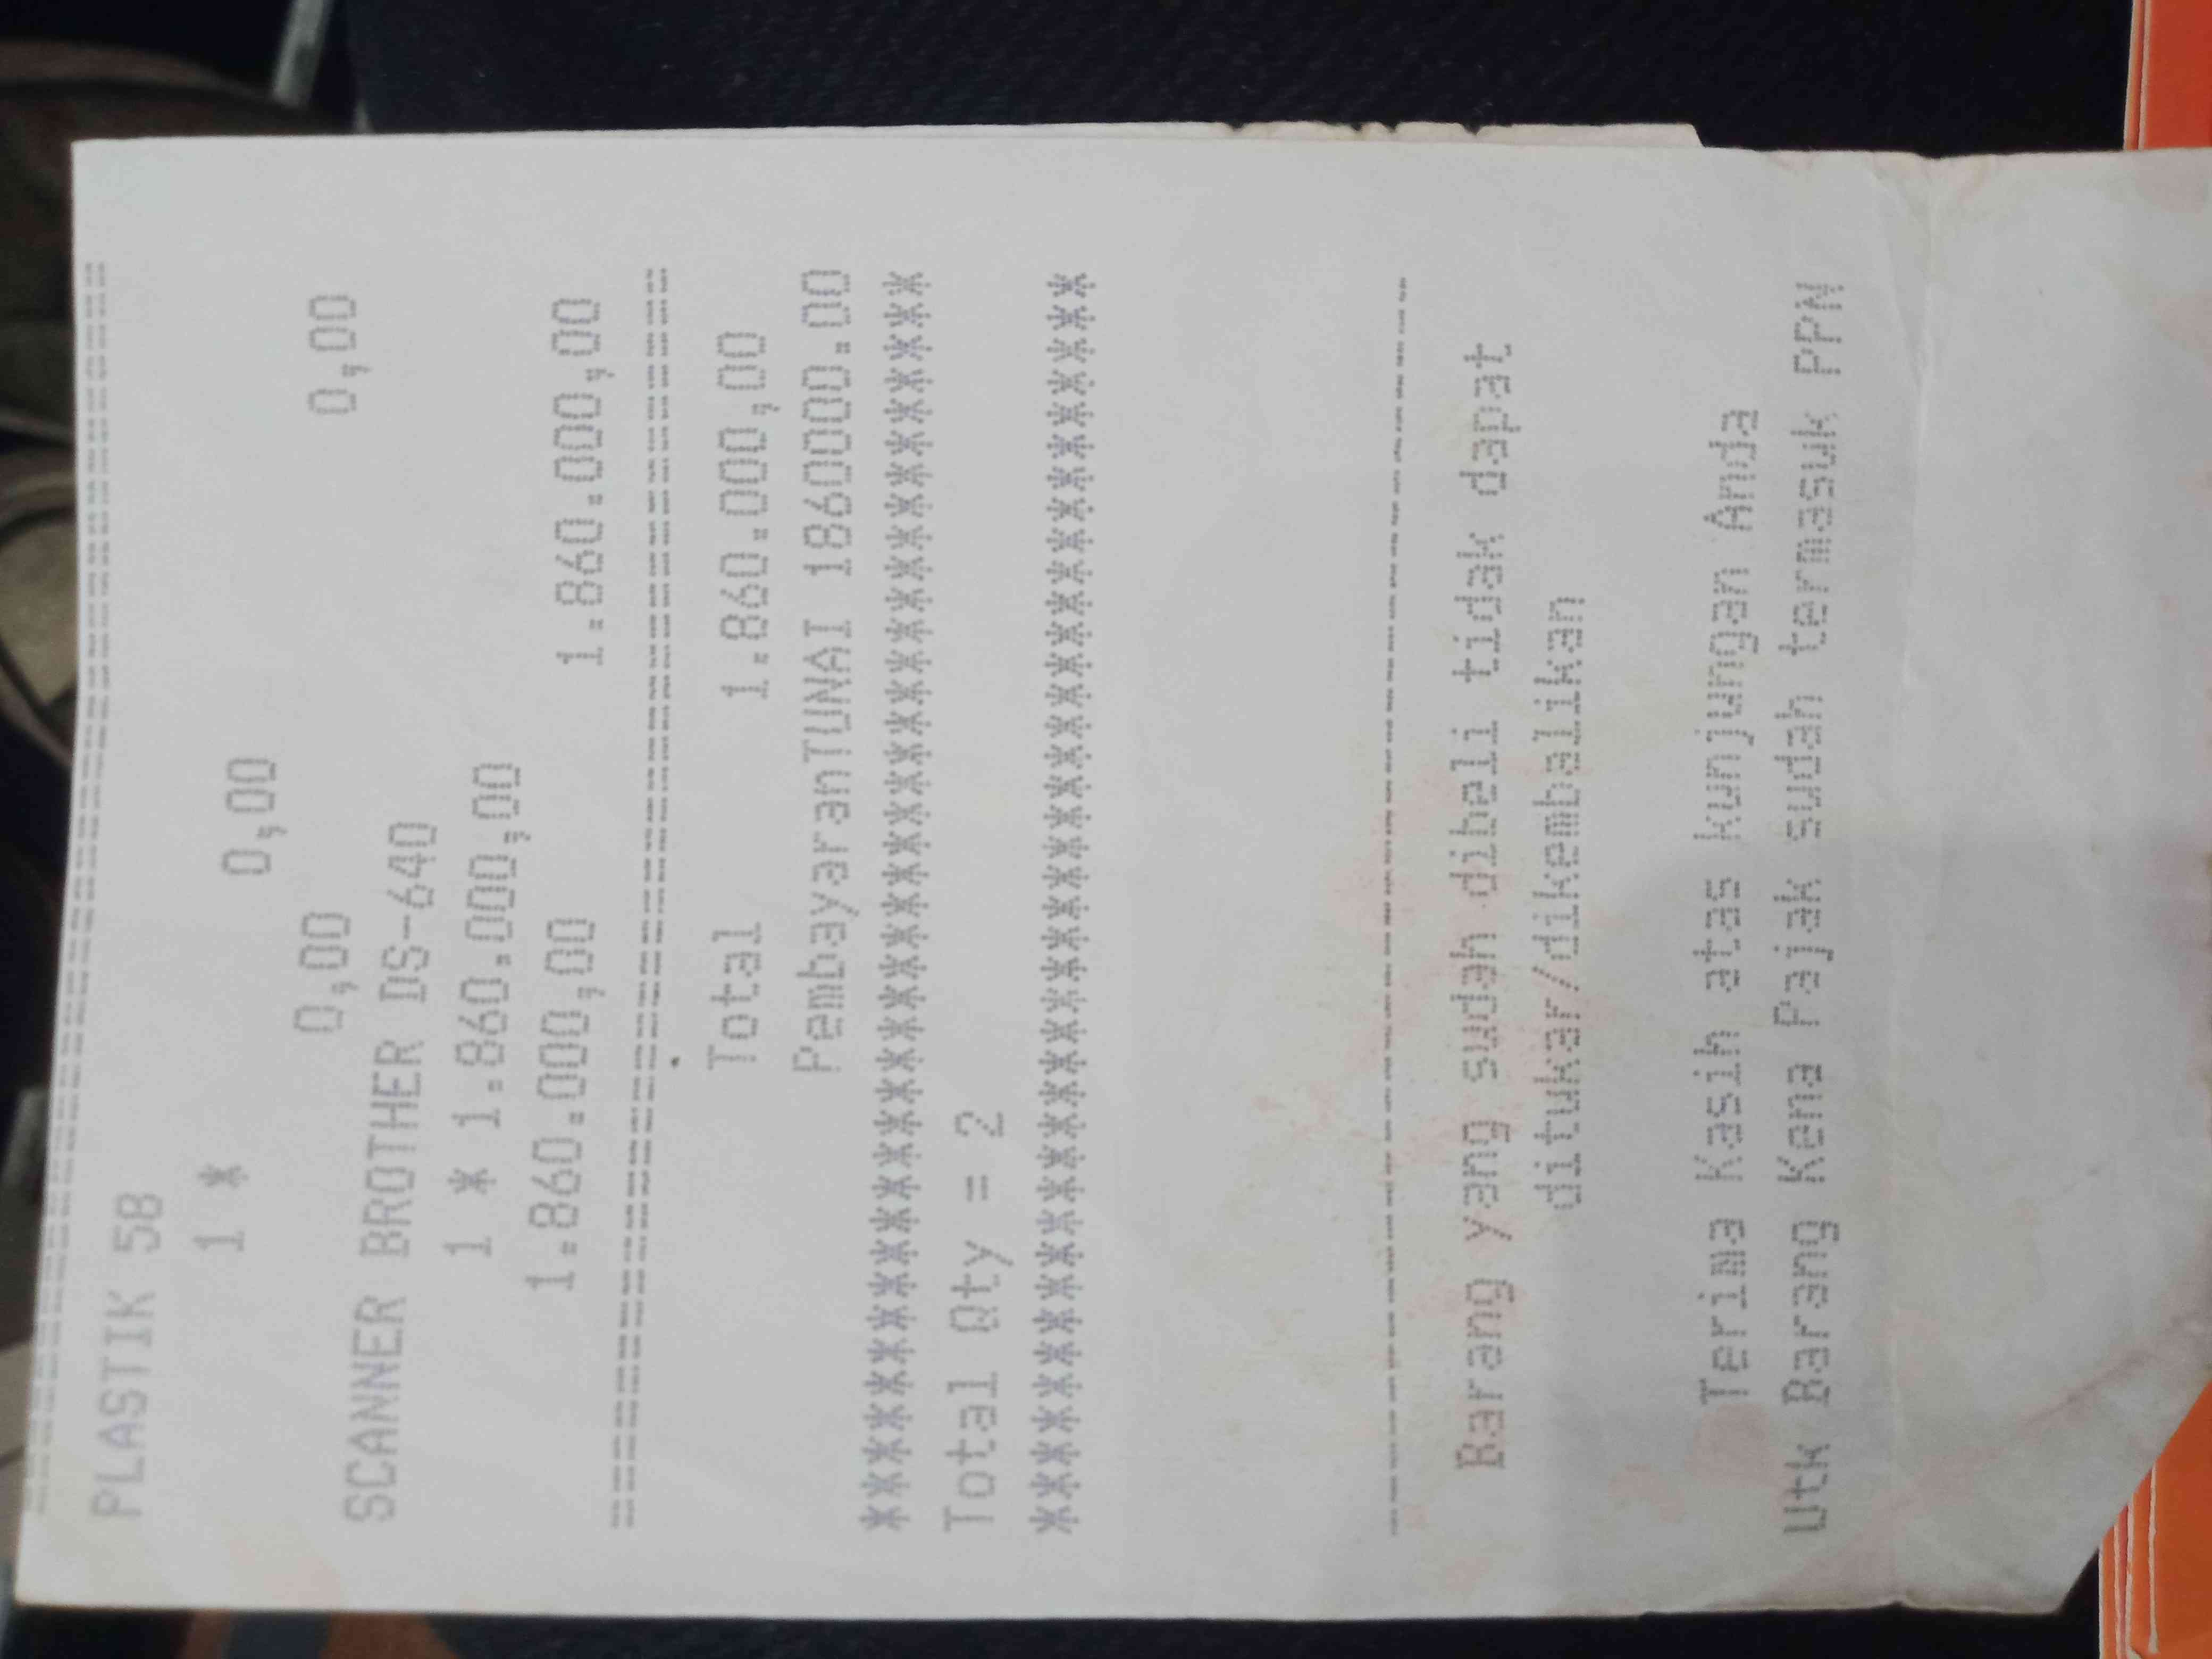 ================================
PLASTIK 58
1 * 0,00
0,00 0,00
SCANNER BROTHER DS-640
1 * 1.860.000,00
1.860.000,00 1.860.000,00
================================
Total 1.860.000,00
PembayaranTUNAI 1860000.00
********************************
Total Qty = 2
********************************
--------------------------------
Barang yang sudah dibeli tidak dapat
ditukar/dikembalikan
Terima Kasih atas kunjungan Anda
Utk Barang Kena Pajak sudah termasuk PPN